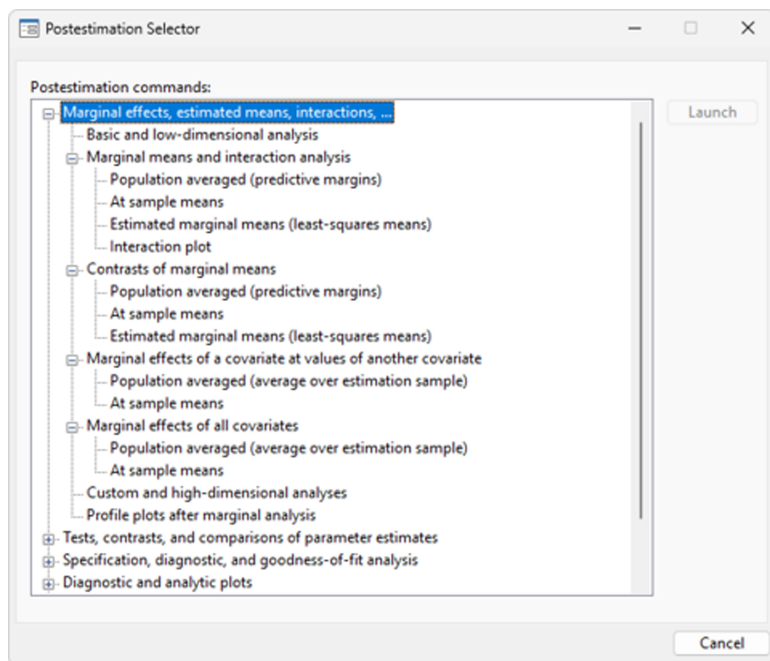 Postestimation Selector
Postestimation commands:
Marginal effects, estimated means, interactions, ...
Launch
Basic and low-dimensional analysis
Marginal means and interaction analysis
Population averaged (predictive margins)
At sample means
Estimated marginal means (least-squares means)
Interaction plot
Contrasts of marginal means
Population averaged (predictive margins)
At sample means
Estimated marginal means (least-squares means)
Marginal effects of a covariate at values of another covariate
Population averaged (average over estimation sample)
At sample means
Marginal effects of all covariates
Population averaged (average over estimation sample)
At sample means
Custom and high-dimensional analyses
Profile plots after marginal analysis
Tests, contrasts, and comparisons of parameter estimates
Specification, diagnostic, and goodness-of-fit analysis
Diagnostic and analytic plots
Cancel